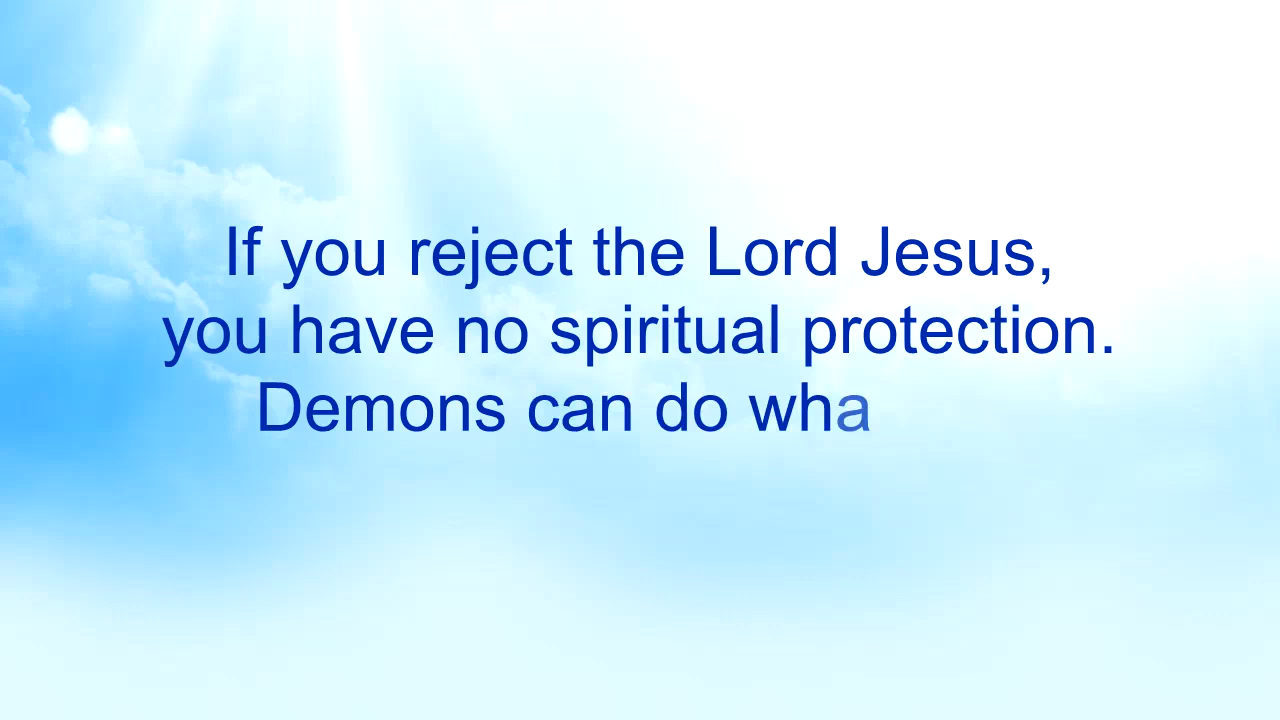 If you reject the Lord Jesus,
you have no spiritual protection.
Demons can do wha